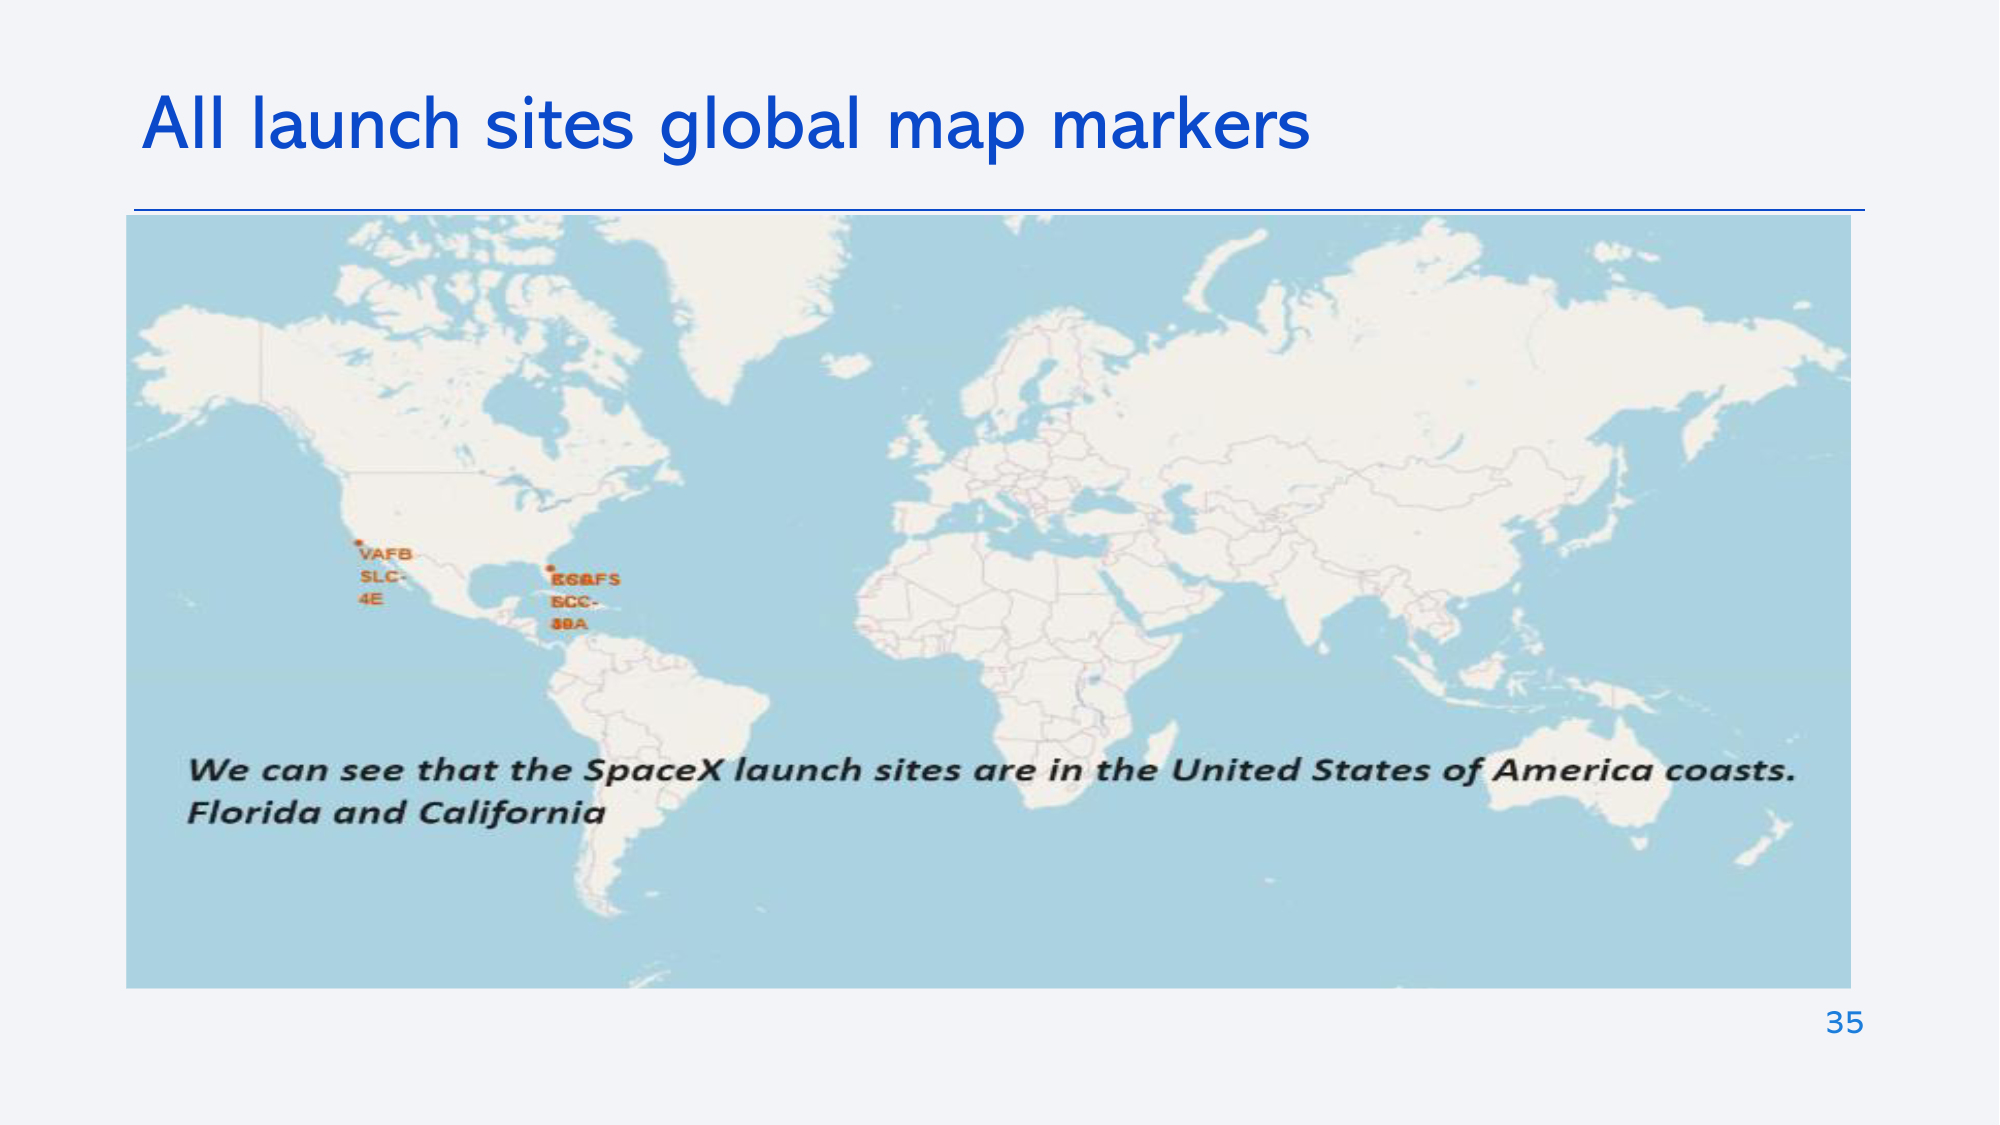 All launch sites global map markers
VAFB
SLC-
4E
We can see that the SpaceX launch sites are in the United States of America coasts.
Florida and California
35